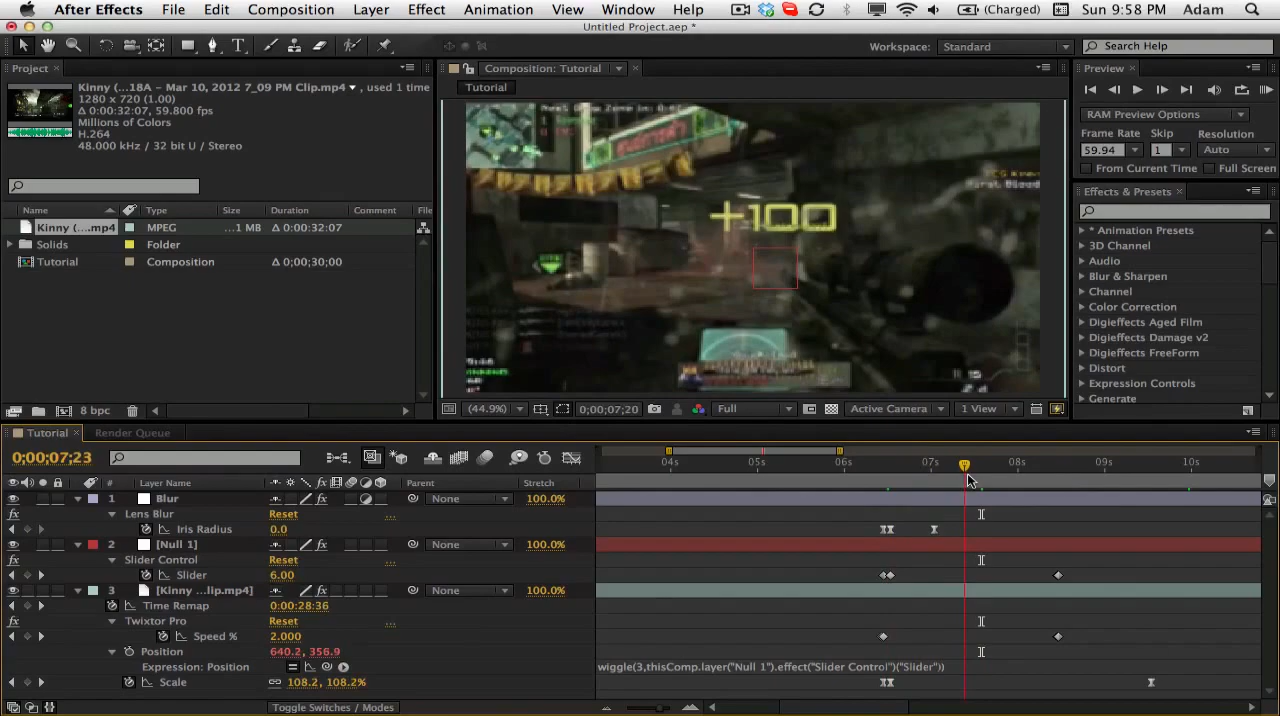 After Effects File Edit Composition Layer Effect Animation View Window Help (Charged) Sun 9:58 PM Adam
Untitled Project.aep *
Workspace: Standard Search Help
Project
Kinny (...18A – Mar 10, 2012 7_09 PM Clip.mp4 , used 1 time
1280 x 720 (1.00)
Δ 0:00:32:07, 59.800 fps
Millions of Colors
H.264
48.000 kHz / 32 bit U / Stereo
Name Type Size Duration Comment File
Kinny (....mp4 MPEG ...1 MB Δ 0:00:32:07
Solids Folder
Tutorial Composition Δ 0;00;30;00
8 bpc
Composition: Tutorial
Tutorial
+100
(44.9%) 0;00;07;20 Full Active Camera 1 View
Preview
RAM Preview Options
Frame Rate Skip Resolution
59.94 1 Auto
From Current Time Full Screen
Effects & Presets
* Animation Presets
3D Channel
Audio
Blur & Sharpen
Channel
Color Correction
Digieffects Aged Film
Digieffects Damage v2
Digieffects FreeForm
Distort
Expression Controls
Generate
Tutorial Render Queue
0;00;07;23
04s 05s 06s 07s 08s 09s 10s
# Layer Name Parent Stretch
1 Blur None 100.0%
Lens Blur Reset ...
Iris Radius 0.0
2 [Null 1] None 100.0%
Slider Control Reset ...
Slider 6.00
3 [Kinny ...lip.mp4] None 100.0%
Time Remap 0:00:28:36
Twixtor Pro Reset ...
Speed % 2.000
Position 640.2, 356.9
Expression: Position wiggle(3,thisComp.layer("Null 1").effect("Slider Control")("Slider"))
Scale 108.2, 108.2%
Toggle Switches / Modes